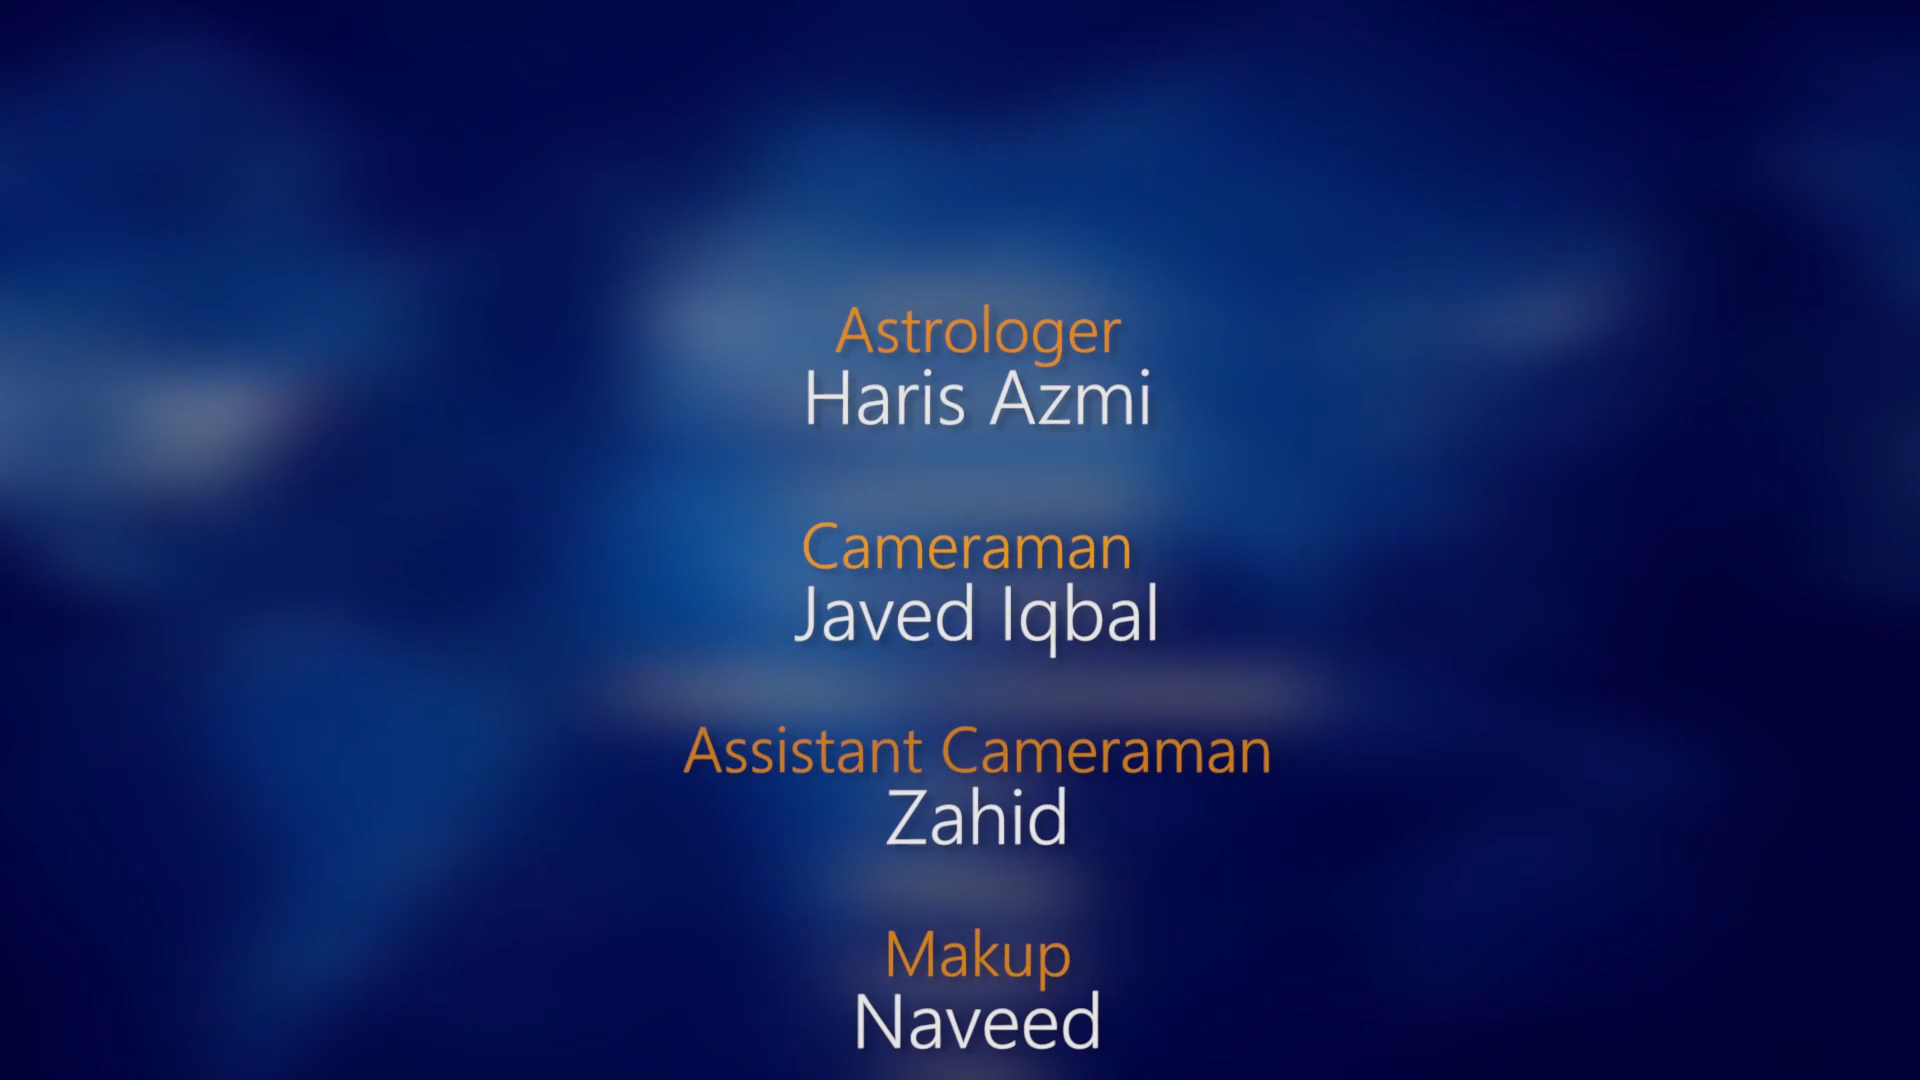 Astrologer
Haris Azmi
Cameraman
Javed Iqbal
Assistant Cameraman
Zahid
Makup
Naveed